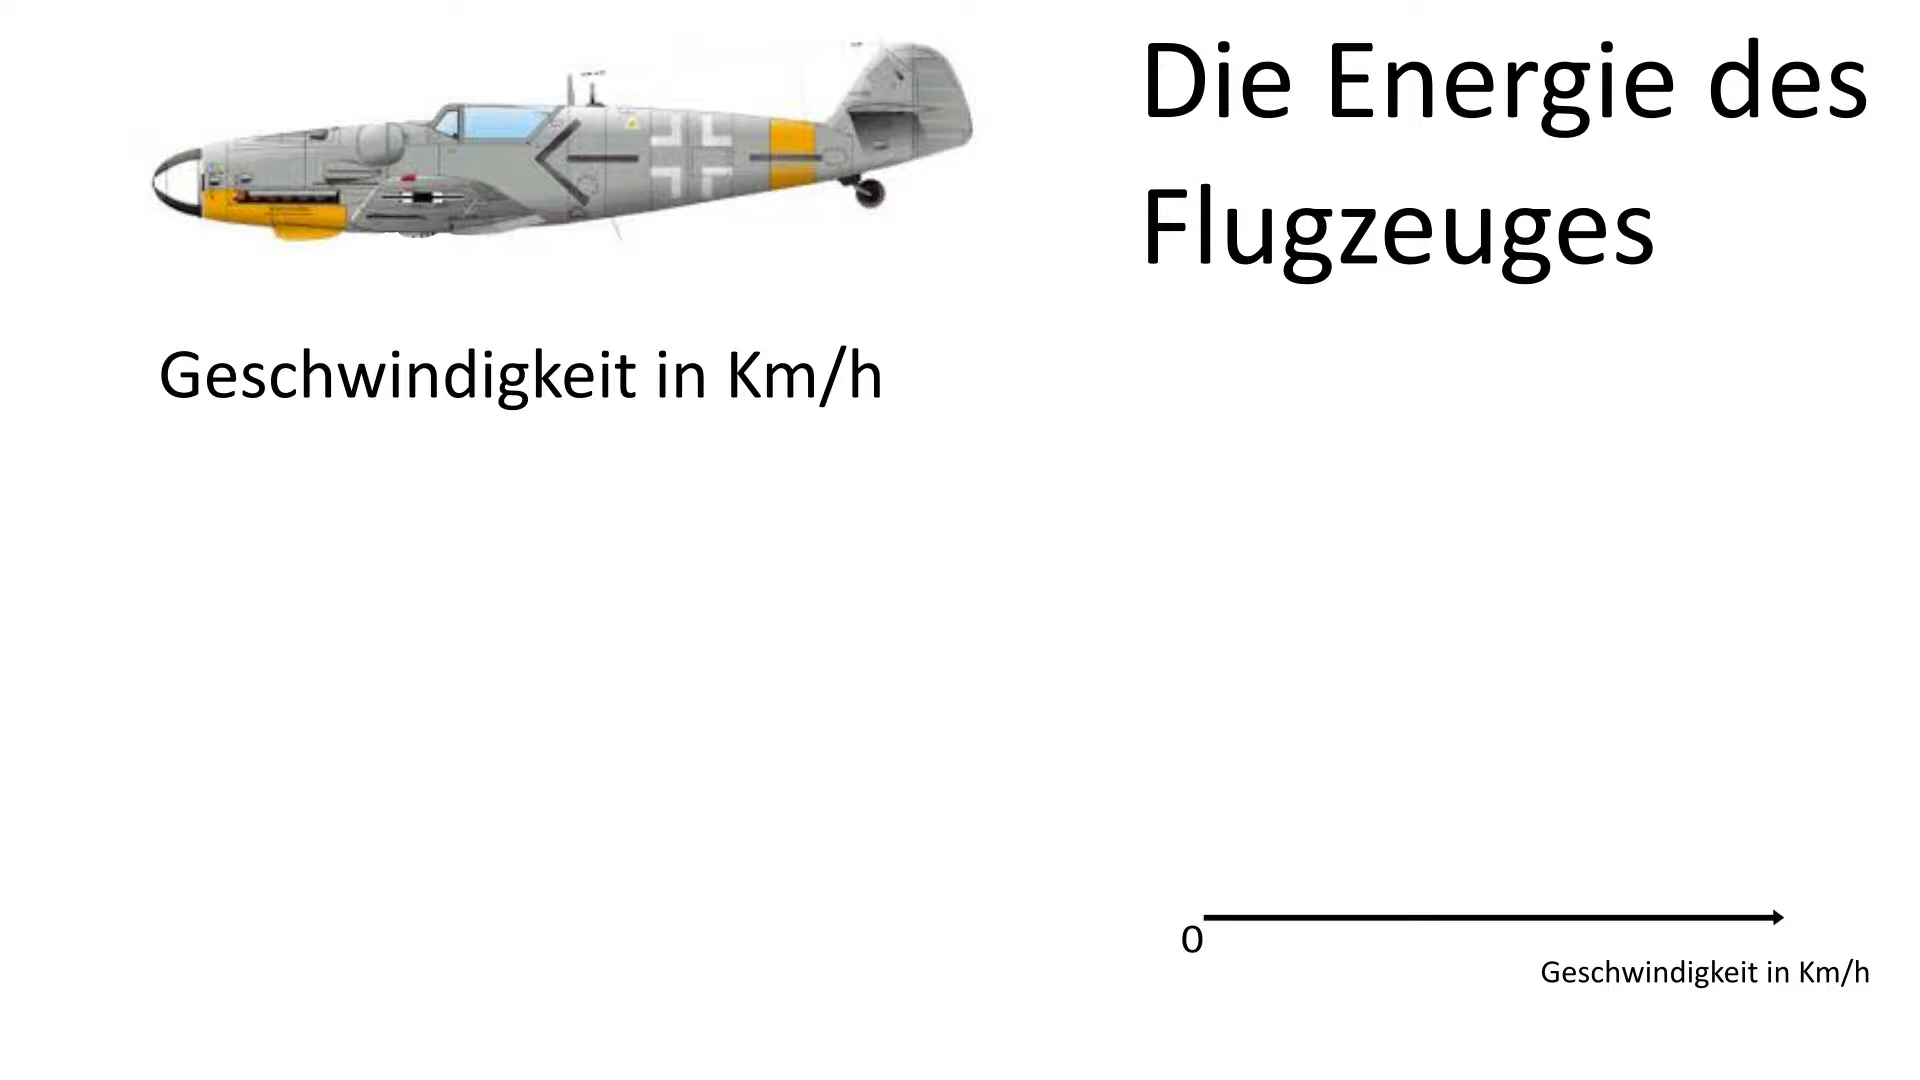 Die Energie des
Flugzeuges
Geschwindigkeit in Km/h
0
Geschwindigkeit in Km/h